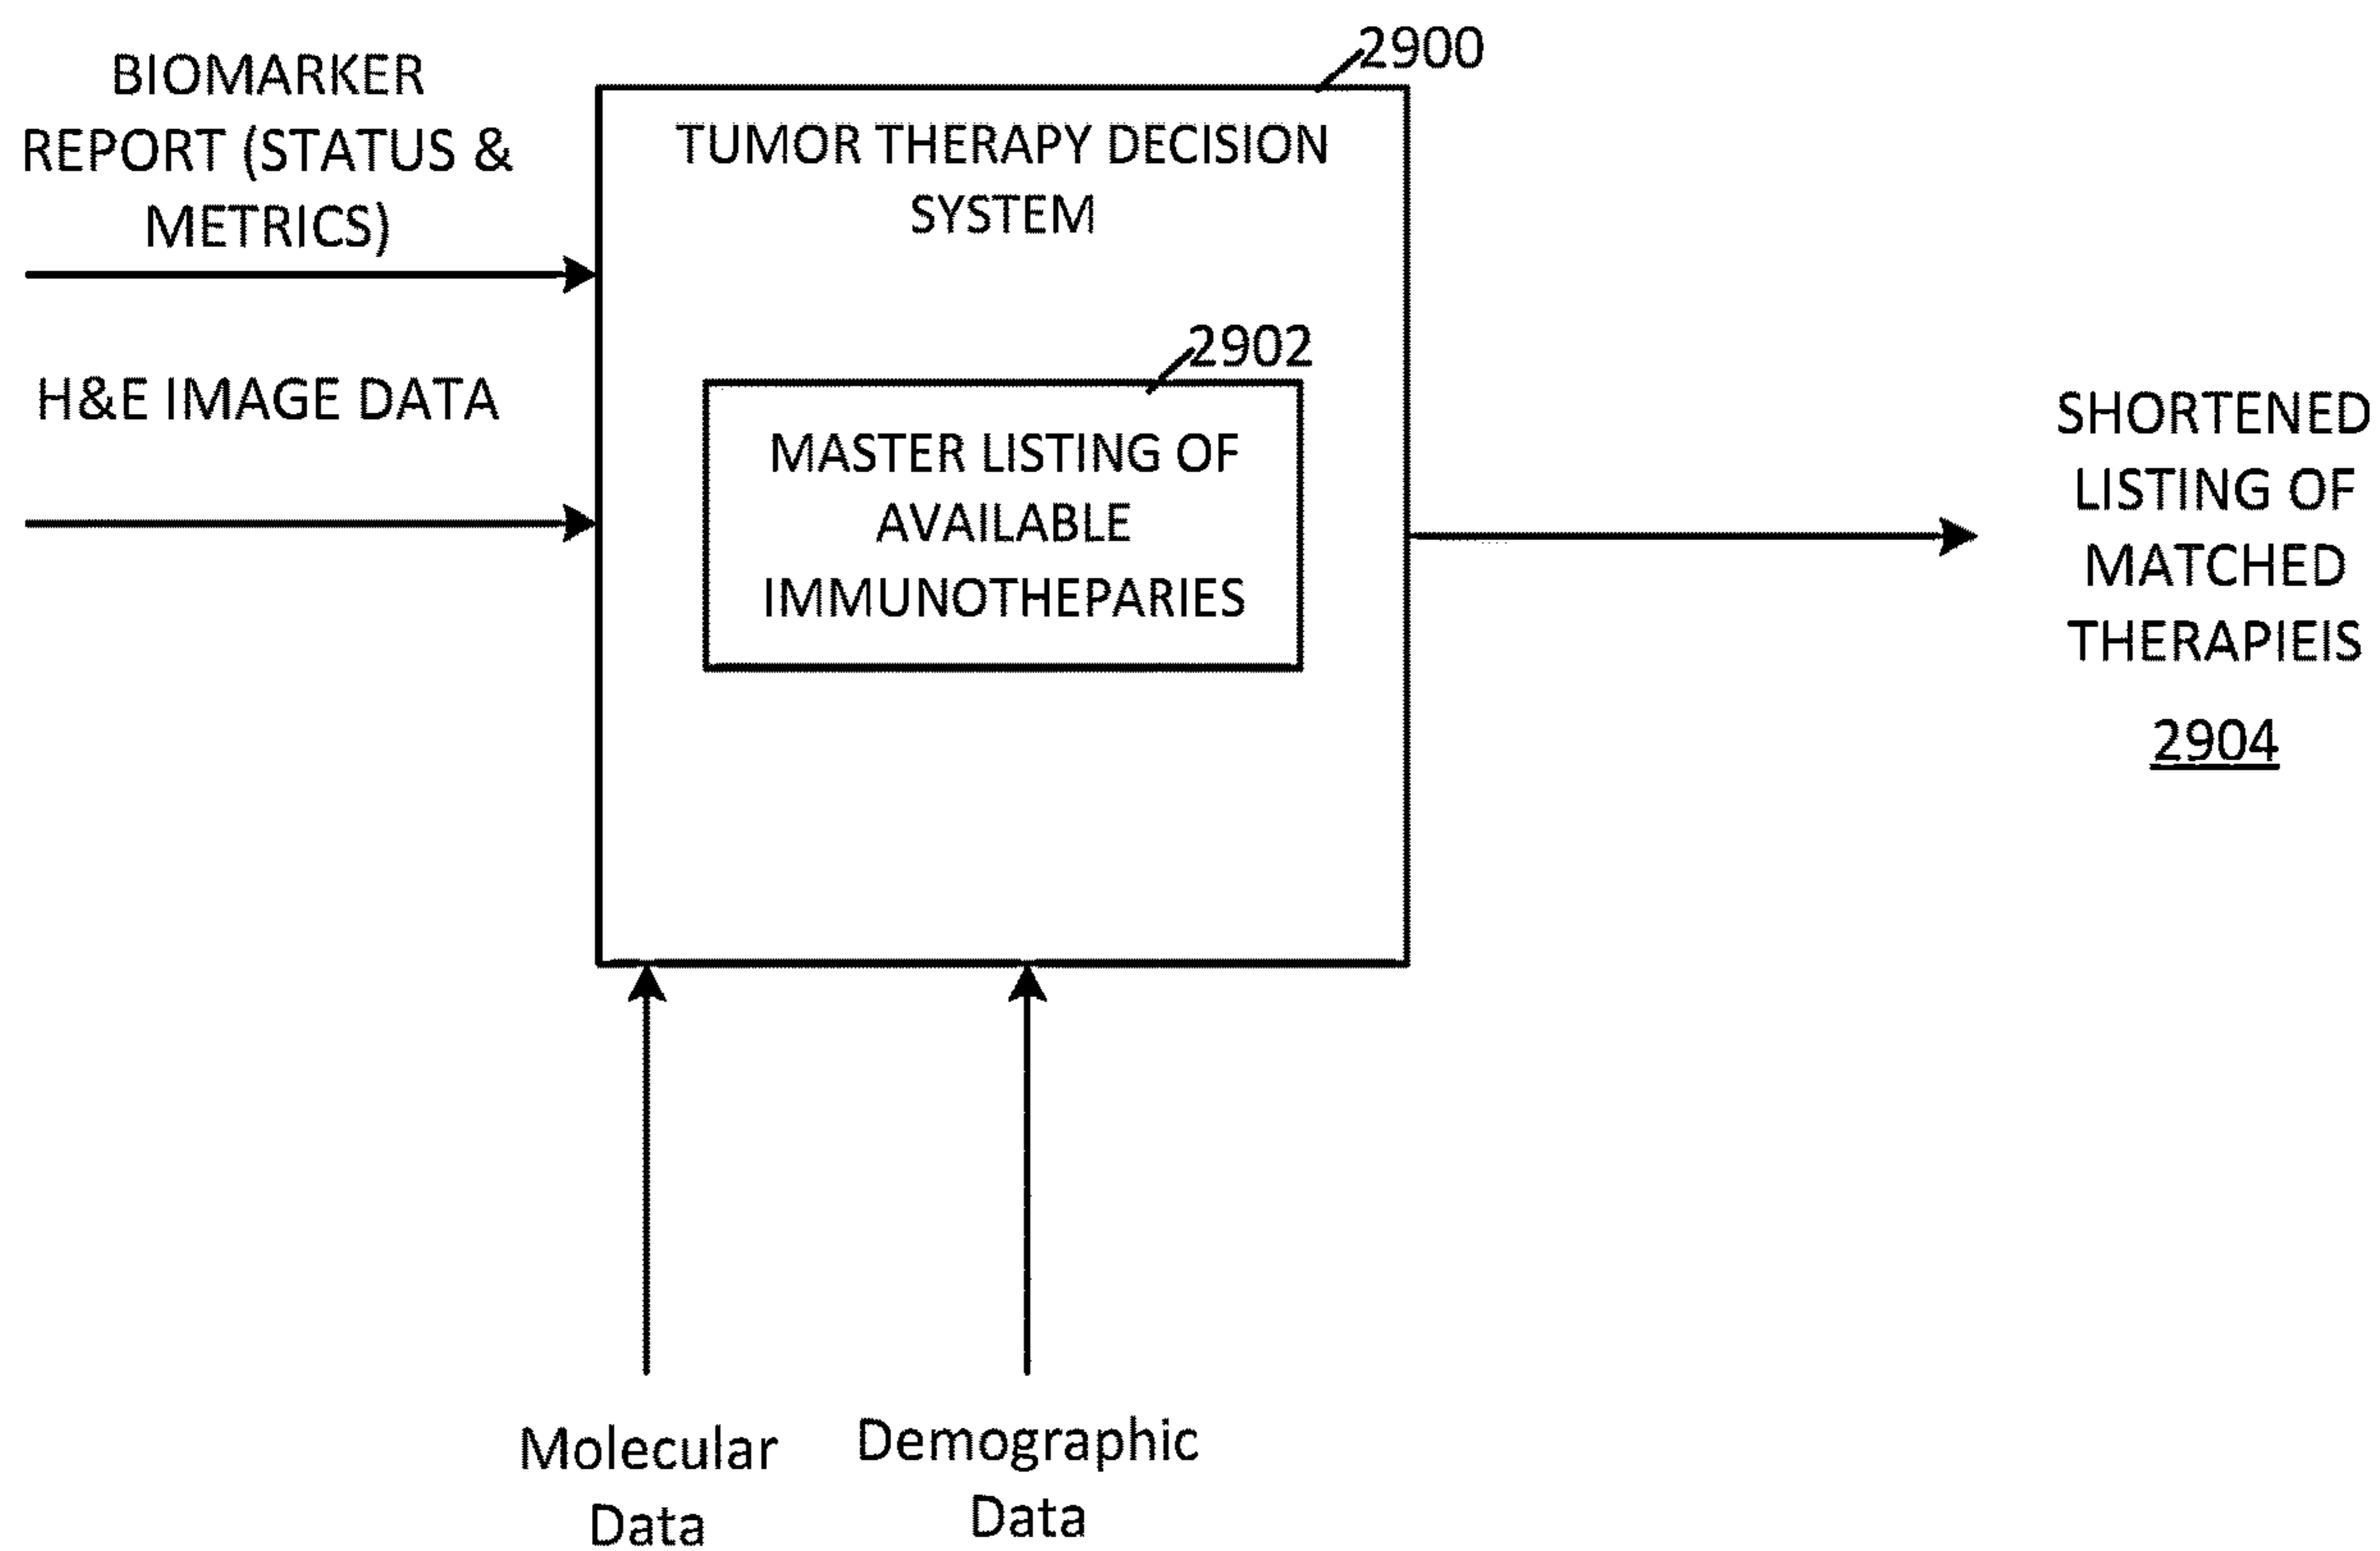 2900
BIOMARKER
REPORT (STATUS &
METRICS)
TUMOR THERAPY DECISION
SYSTEM
H&E IMAGE DATA
2902
MASTER LISTING OF
AVAILABLE
IMMUNOTHEPARIES
SHORTENED
LISTING OF
MATCHED
THERAPIEIS
2904
Molecular
Data
Demographic
Data